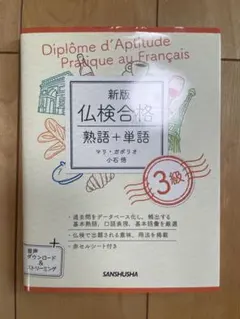 Diplôme d'Aptitude
Pratique au Français
新版
仏検合格
熟語+単語
マリ・ガボリオ
小石 悟
3級
・過去問をデータベース化し、頻出する
基本熟語、口語表現、基本語彙を厳選
・仏検で出題される意味、用法を掲載
・赤セルシート付き
音声
ダウンロード
&ストリーミング
SANSHUSHA